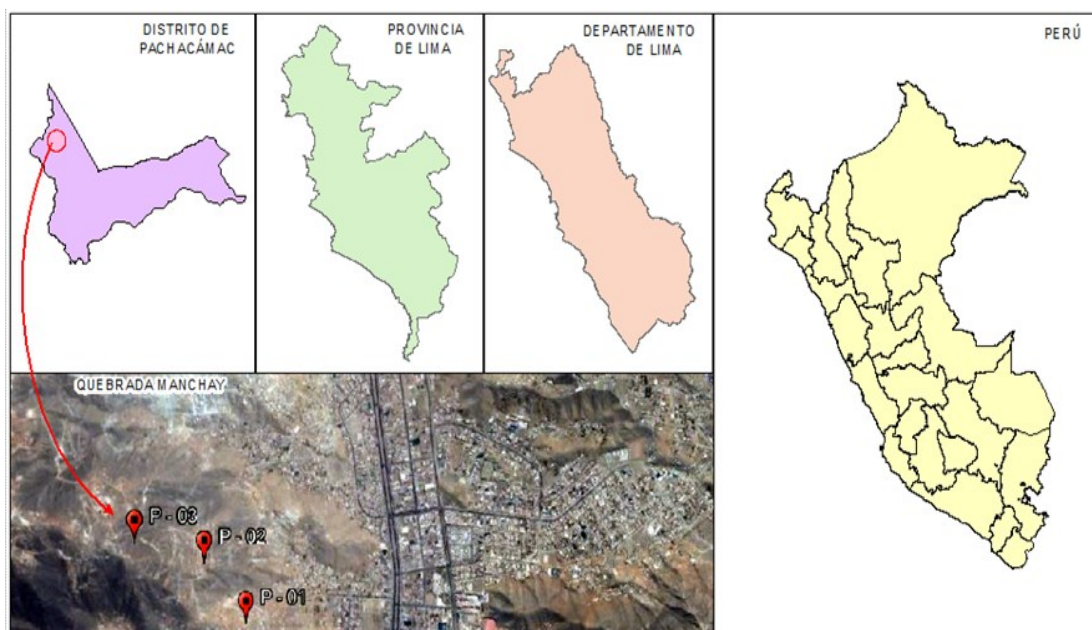 DISTRITO DE
PACHACÁMAC
PROVINCIA
DE LIMA
DEPARTAMENTO
DE LIMA
PERÚ
QUEBRADA MANCHAY
P - 03
P - 02
P - 01